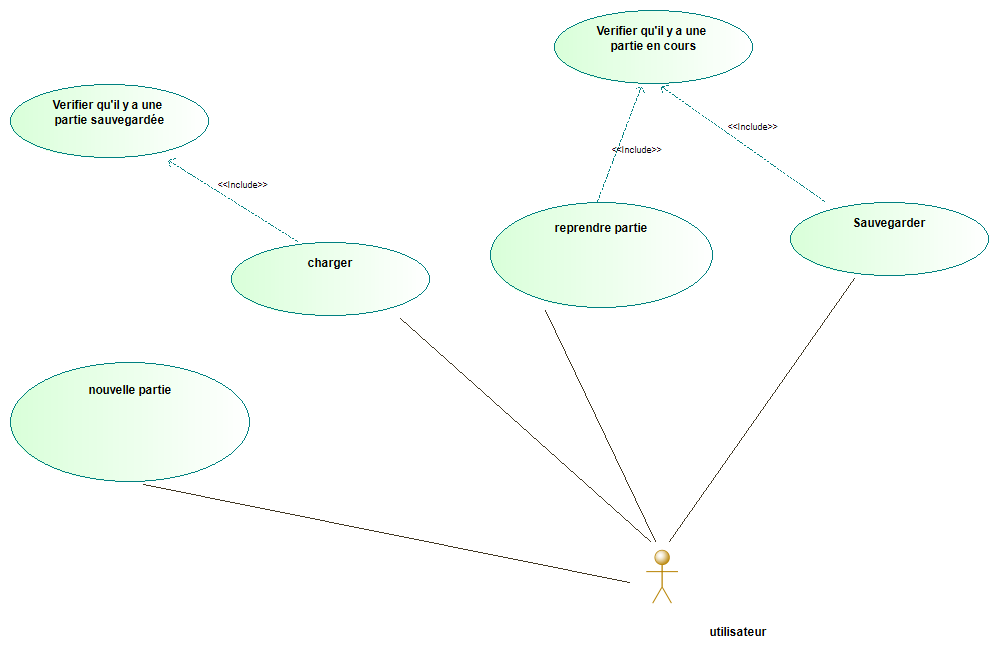 Verifier qu'il y a une
partie en cours
Verifier qu'il y a une
partie sauvegardée
<<Include>>
<<Include>>
<<Include>>
reprendre partie
Sauvegarder
charger
nouvelle partie
utilisateur